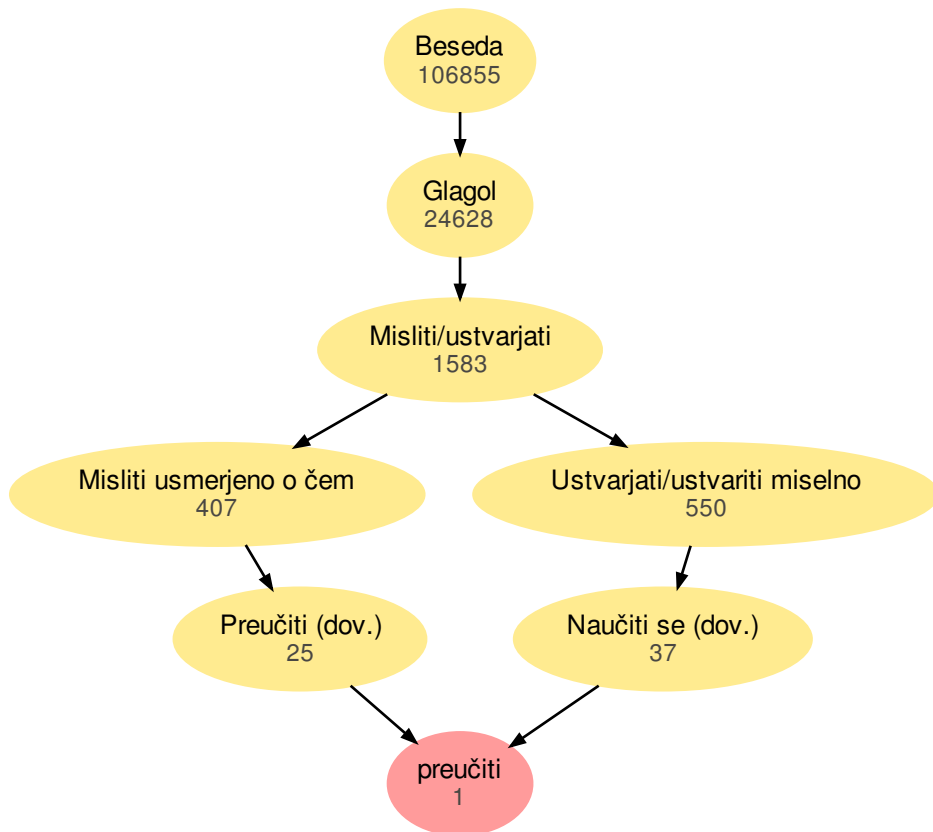 Beseda
106855
Glagol
24628
Misliti/ustvarjati
1583
Misliti usmerjeno o čem
407
Ustvarjati/ustvariti miselno
550
Preučiti (dov.)
25
Naučiti se (dov.)
37
preučiti
1